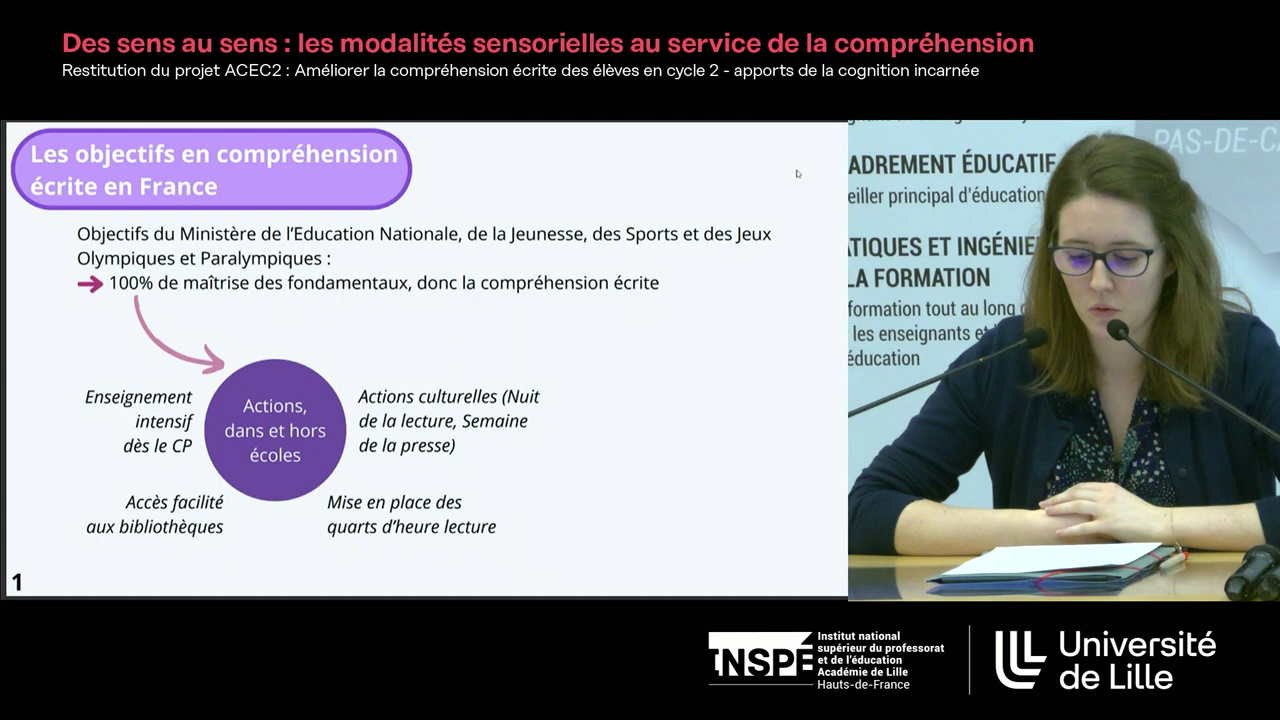 Des sens au sens : les modalités sensorielles au service de la compréhension
Restitution du projet ACEC2 : Améliorer la compréhension écrite des élèves en cycle 2 - apports de la cognition incarnée
Les objectifs en compréhension
écrite en France
Objectifs du Ministère de l'Education Nationale, de la Jeunesse, des Sports et des Jeux
Olympiques et Paralympiques :
100% de maîtrise des fondamentaux, donc la compréhension écrite
Enseignement
intensif
dès le CP
Actions,
dans et hors
écoles
Actions culturelles (Nuit
de la lecture, Semaine
de la presse)
Accès facilité
aux bibliothèques
Mise en place des
quarts d'heure lecture
1
PAS-DE-CA
ADREMENT ÉDUCATIF
eiller principal d'éducation
ATIQUES ET INGÉNIE
LA FORMATION
formation tout au long
les enseignants et
éducation
INSPÉ
Institut national
supérieur du professorat
et de l'éducation
Académie de Lille
Hauts-de-France
Université
de Lille